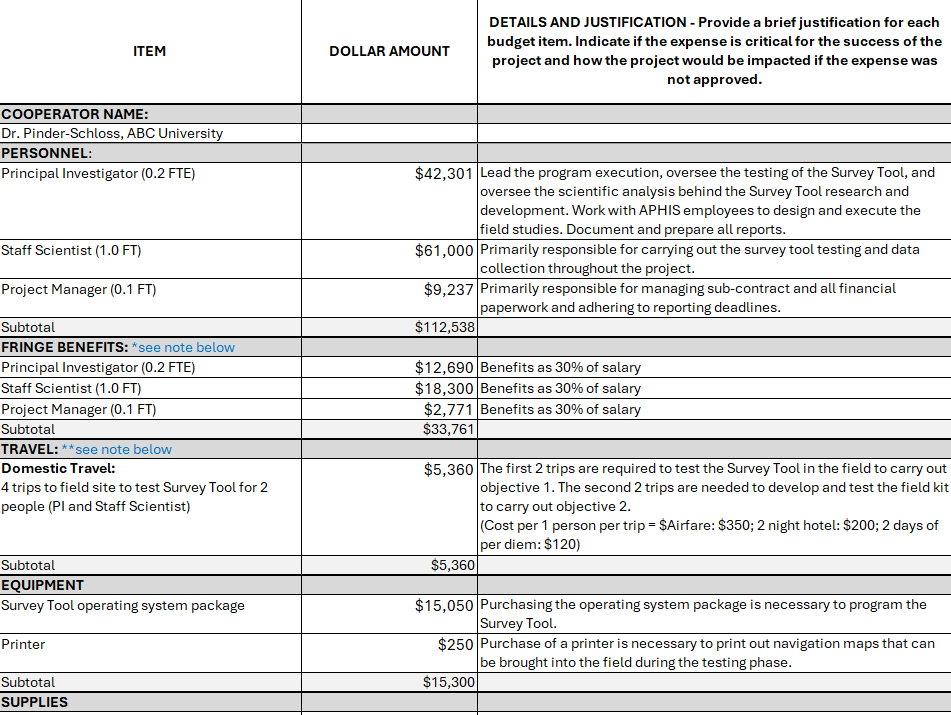 ITEM
DOLLAR AMOUNT
DETAILS AND JUSTIFICATION - Provide a brief justification for each
budget item. Indicate if the expense is critical for the success of the
project and how the project would be impacted if the expense was
not approved.
COOPERATOR NAME:
Dr. Pinder-Schloss, ABC University
PERSONNEL:
Principal Investigator (0.2 FTE)
$42,301
Lead the program execution, oversee the testing of the Survey Tool, and
oversee the scientific analysis behind the Survey Tool research and
development. Work with APHIS employees to design and execute the
field studies. Document and prepare all reports.
Staff Scientist (1.0 FT)
$61,000
Primarily responsible for carrying out the survey tool testing and data
collection throughout the project.
Project Manager (0.1 FT)
$9,237
Primarily responsible for managing sub-contract and all financial
paperwork and adhering to reporting deadlines.
Subtotal
$112,538
FRINGE BENEFITS: *see note below
Principal Investigator (0.2 FTE)
$12,690
Benefits as 30% of salary
Staff Scientist (1.0 FT)
$18,300
Benefits as 30% of salary
Project Manager (0.1 FT)
$2,771
Benefits as 30% of salary
Subtotal
$33,761
TRAVEL: **see note below
Domestic Travel:
4 trips to field site to test Survey Tool for 2
people (PI and Staff Scientist)
$5,360
The first 2 trips are required to test the Survey Tool in the field to carry out
objective 1. The second 2 trips are needed to develop and test the field kit
to carry out objective 2.
(Cost per 1 person per trip = $Airfare: $350; 2 night hotel: $200; 2 days of
per diem: $120)
Subtotal
$5,360
EQUIPMENT
Survey Tool operating system package
$15,050
Purchasing the operating system package is necessary to program the
Survey Tool.
Printer
$250
Purchase of a printer is necessary to print out navigation maps that can
be brought into the field during the testing phase.
Subtotal
$15,300
SUPPLIES